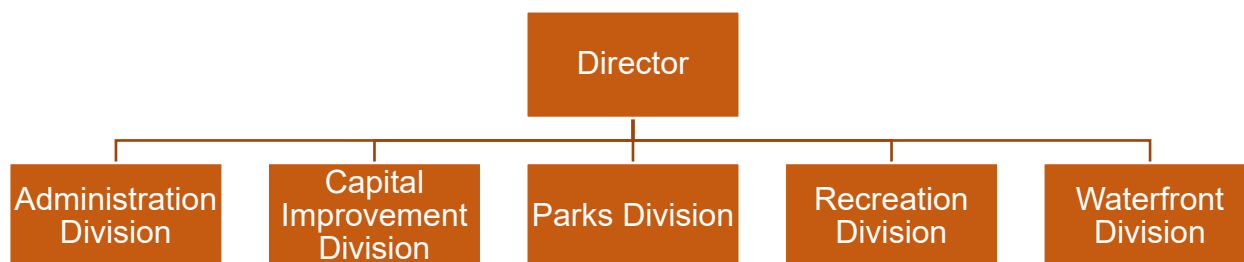 Director
Administration
Division
Capital
Improvement
Division
Parks Division
Recreation
Division
Waterfront
Division